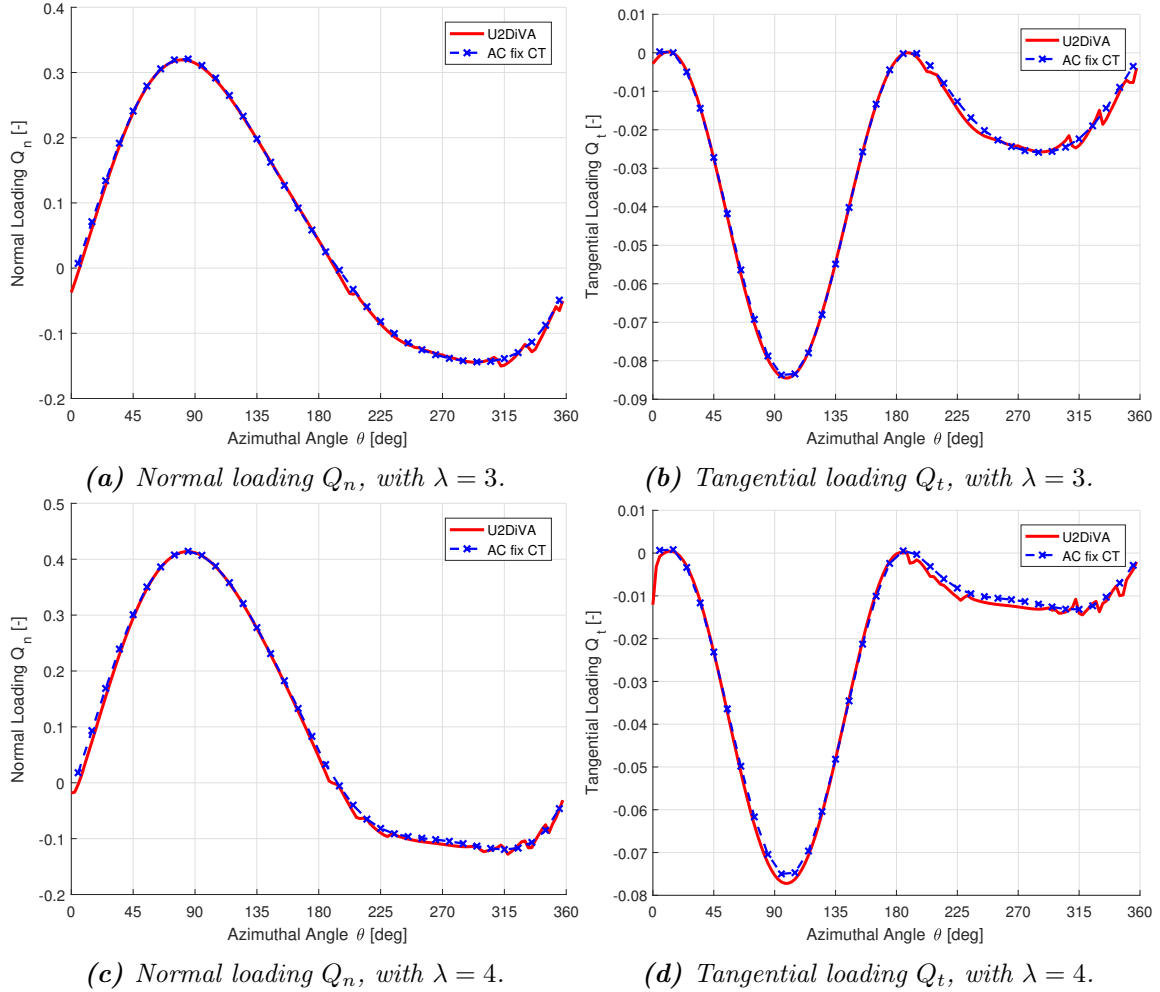 0.4
0.3
0.2
0.1
0
-0.1
-0.2
Normal Loading Q_n [-]
U2DiVA
AC fix CT
0 45 90 135 180 225 270 315 360
Azimuthal Angle θ [deg]
(a) Normal loading Q_n, with λ = 3.
0.01
0
-0.01
-0.02
-0.03
-0.04
-0.05
-0.06
-0.07
-0.08
-0.09
Tangential Loading Q_t [-]
U2DiVA
AC fix CT
0 45 90 135 180 225 270 315 360
Azimuthal Angle θ [deg]
(b) Tangential loading Q_t, with λ = 3.
0.5
0.4
0.3
0.2
0.1
0
-0.1
-0.2
Normal Loading Q_n [-]
U2DiVA
AC fix CT
0 45 90 135 180 225 270 315 360
Azimuthal Angle θ [deg]
(c) Normal loading Q_n, with λ = 4.
0.01
0
-0.01
-0.02
-0.03
-0.04
-0.05
-0.06
-0.07
-0.08
Tangential Loading Q_t [-]
U2DiVA
AC fix CT
0 45 90 135 180 225 270 315 360
Azimuthal Angle θ [deg]
(d) Tangential loading Q_t, with λ = 4.